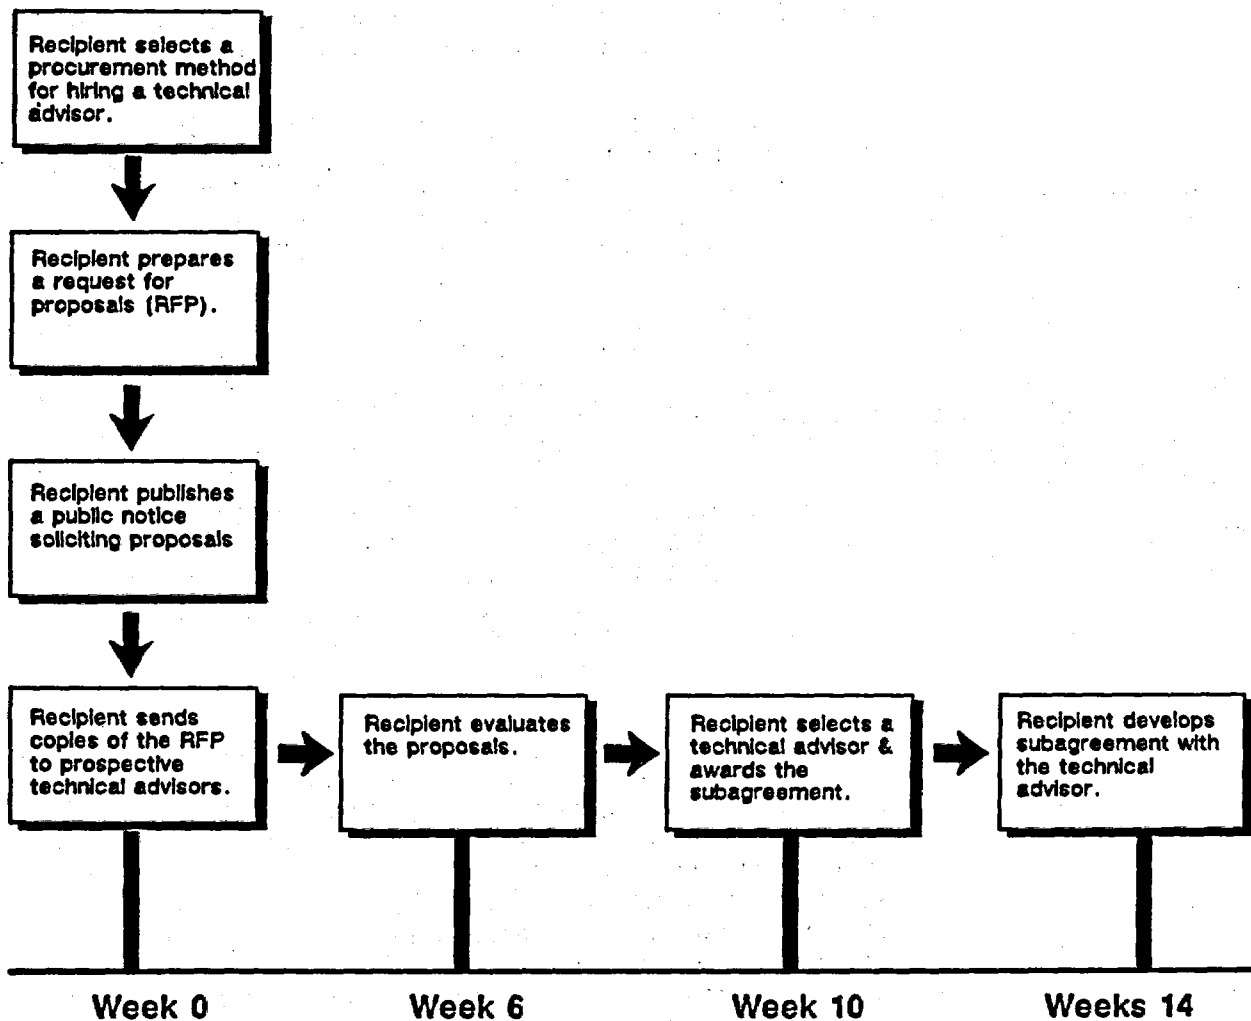 Recipient selects a
procurement method
for hiring a technical
advisor.
Recipient prepares
a request for
proposals (RFP).
Recipient publishes
a public notice
soliciting proposals
Recipient sends
copies of the RFP
to prospective
technical advisors.
Recipient evaluates
the proposals.
Recipient selects a
technical advisor &
awards the
subagreement.
Recipient develops
subagreement with
the technical
advisor.
Week 0
Week 6
Week 10
Weeks 14